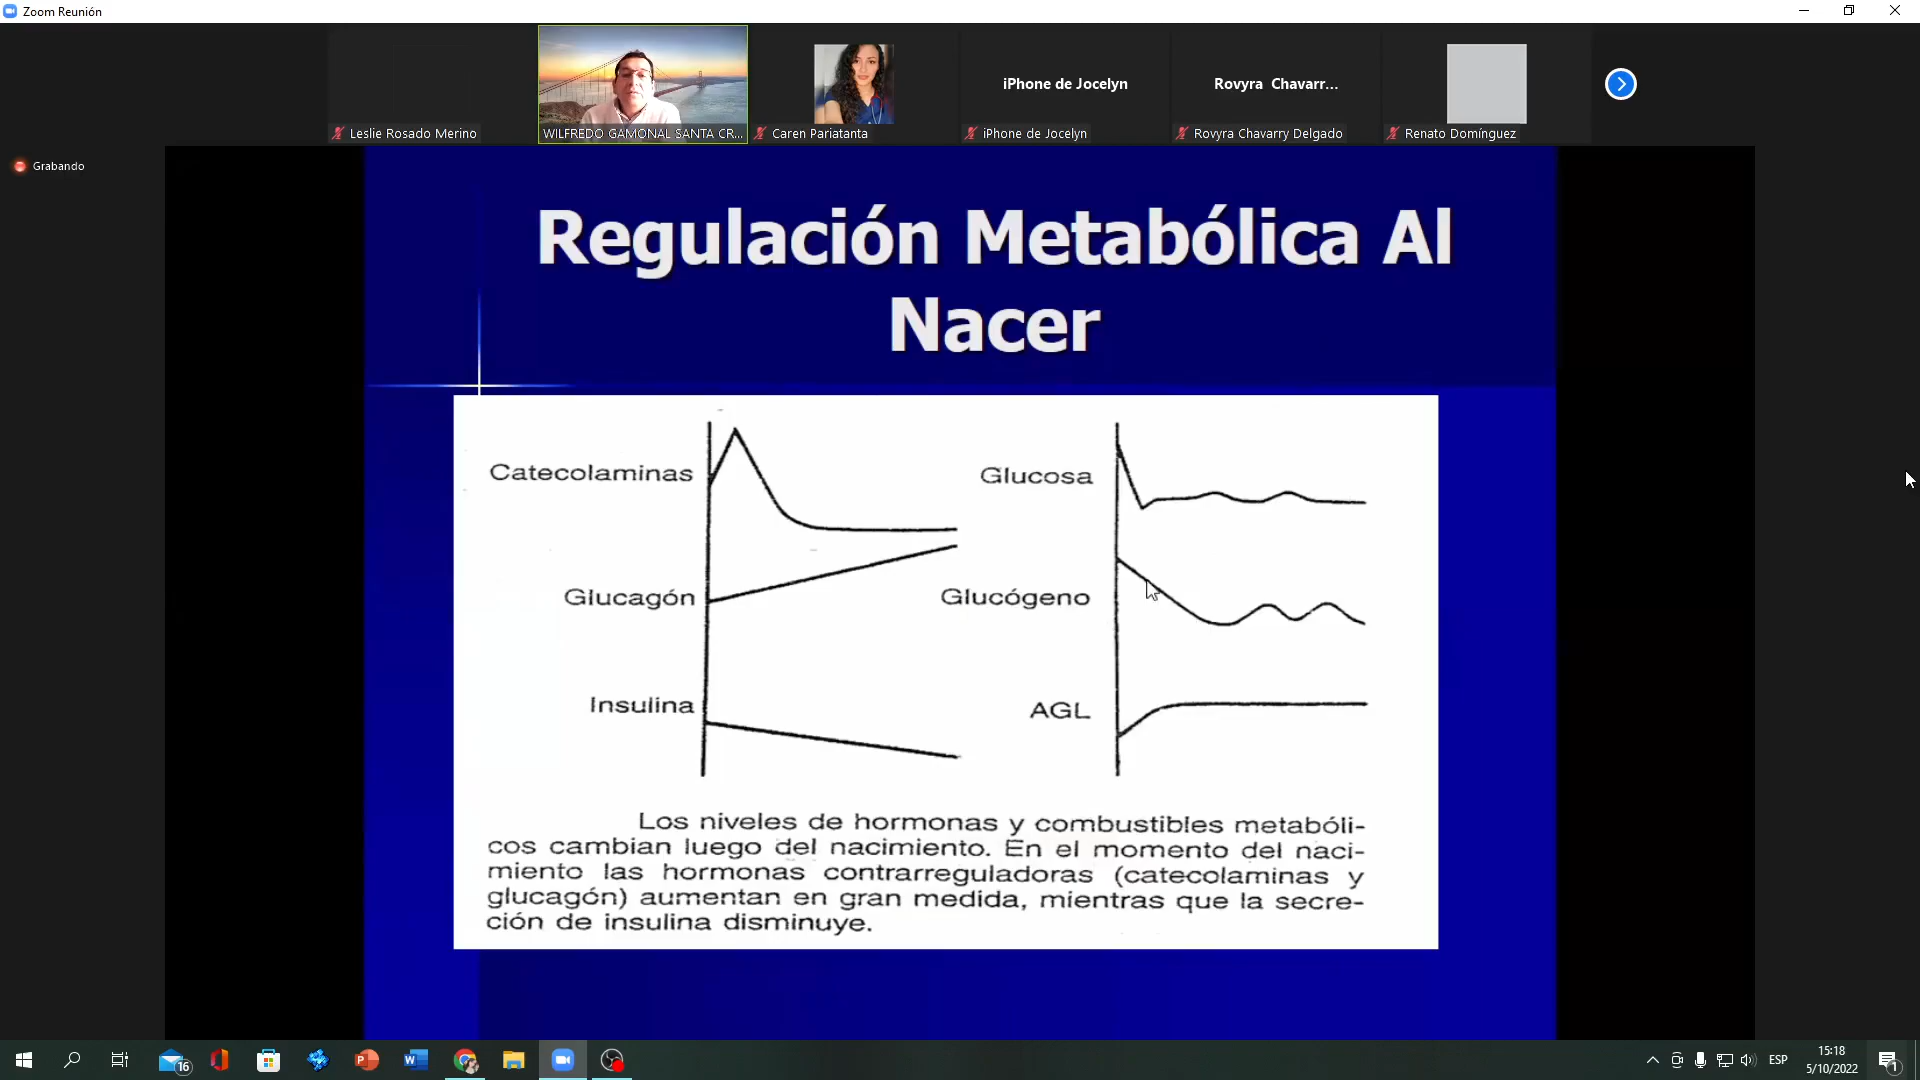 Zoom Reunión
iPhone de Jocelyn
Rovyra Chavarr...
Leslie Rosado Merino
WILFREDO GAMONAL SANTA CR...
Caren Pariatanta
iPhone de Jocelyn
Rovyra Chavarry Delgado
Renato Domínguez
Grabando
Regulación Metabólica Al
Nacer
Catecolaminas
Glucagón
Insulina
Glucosa
Glucógeno
AGL
Los niveles de hormonas y combustibles metabóli-
cos cambian luego del nacimiento. En el momento del naci-
miento las hormonas contrarreguladoras (catecolaminas y
glucagón) aumentan en gran medida, mientras que la secre-
ción de insulina disminuye.
16
ESP
15:18
5/10/2022
1